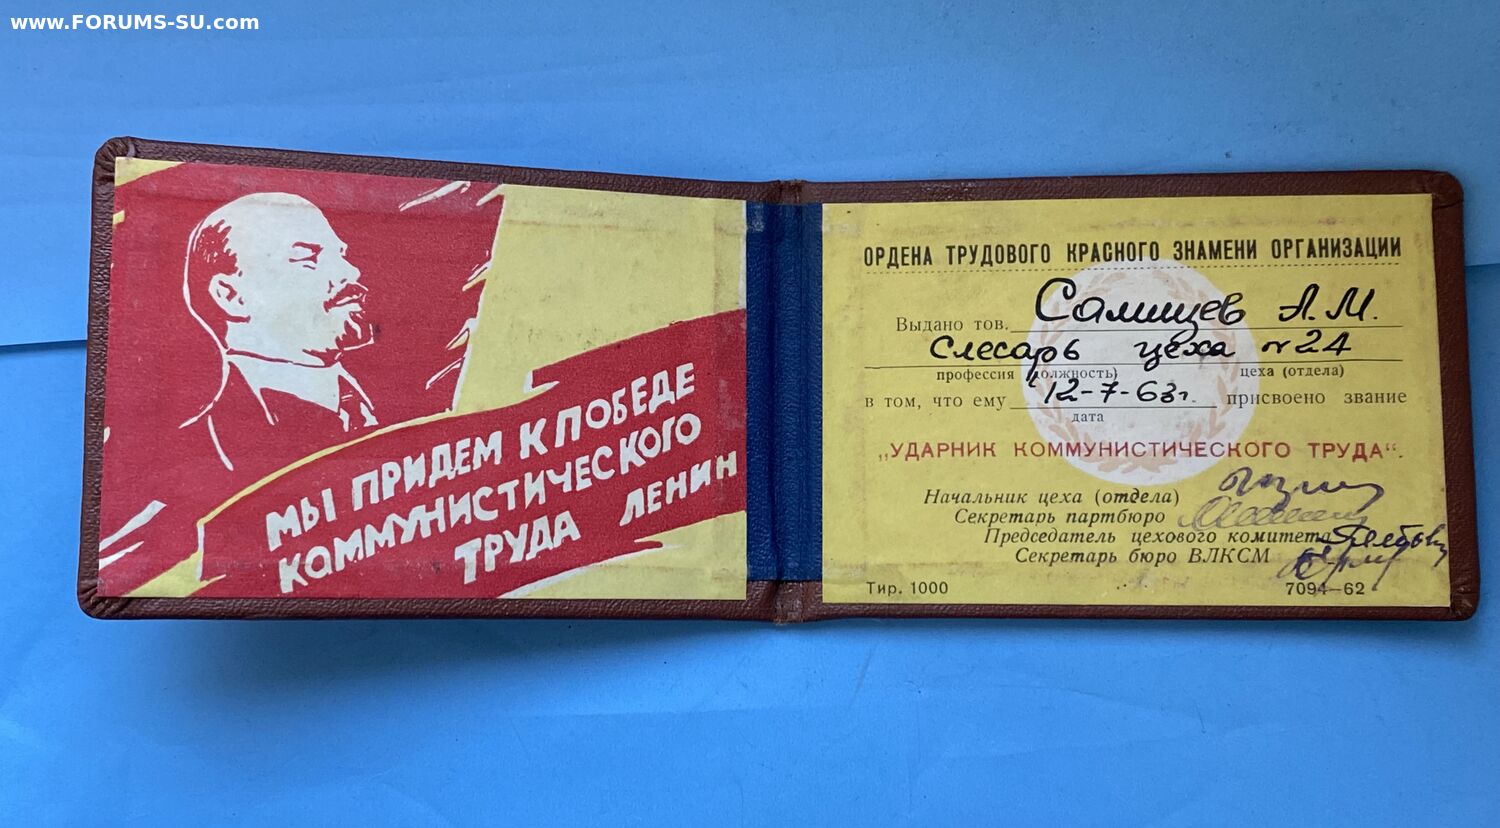 www.FORUMS-SU.com
МЫ ПРИДЕМ К ПОБЕДЕ
КОММУНИСТИЧЕСКОГО
ТРУДА ЛЕНИН
ОРДЕНА ТРУДОВОГО КРАСНОГО ЗНАМЕНИ ОРГАНИЗАЦИИ
Выдано тов. А.М.
Слесарь цеха № 24
профессия (должность) цеха (отдела)
в том, что ему 12-7-63г. присвоено звание
дата
„УДАРНИК КОММУНИСТИЧЕСКОГО ТРУДА“.
Начальник цеха (отдела)
Секретарь партбюро
Председатель цехового комитета
Секретарь бюро ВЛКСМ
Тир. 1000 7094—62